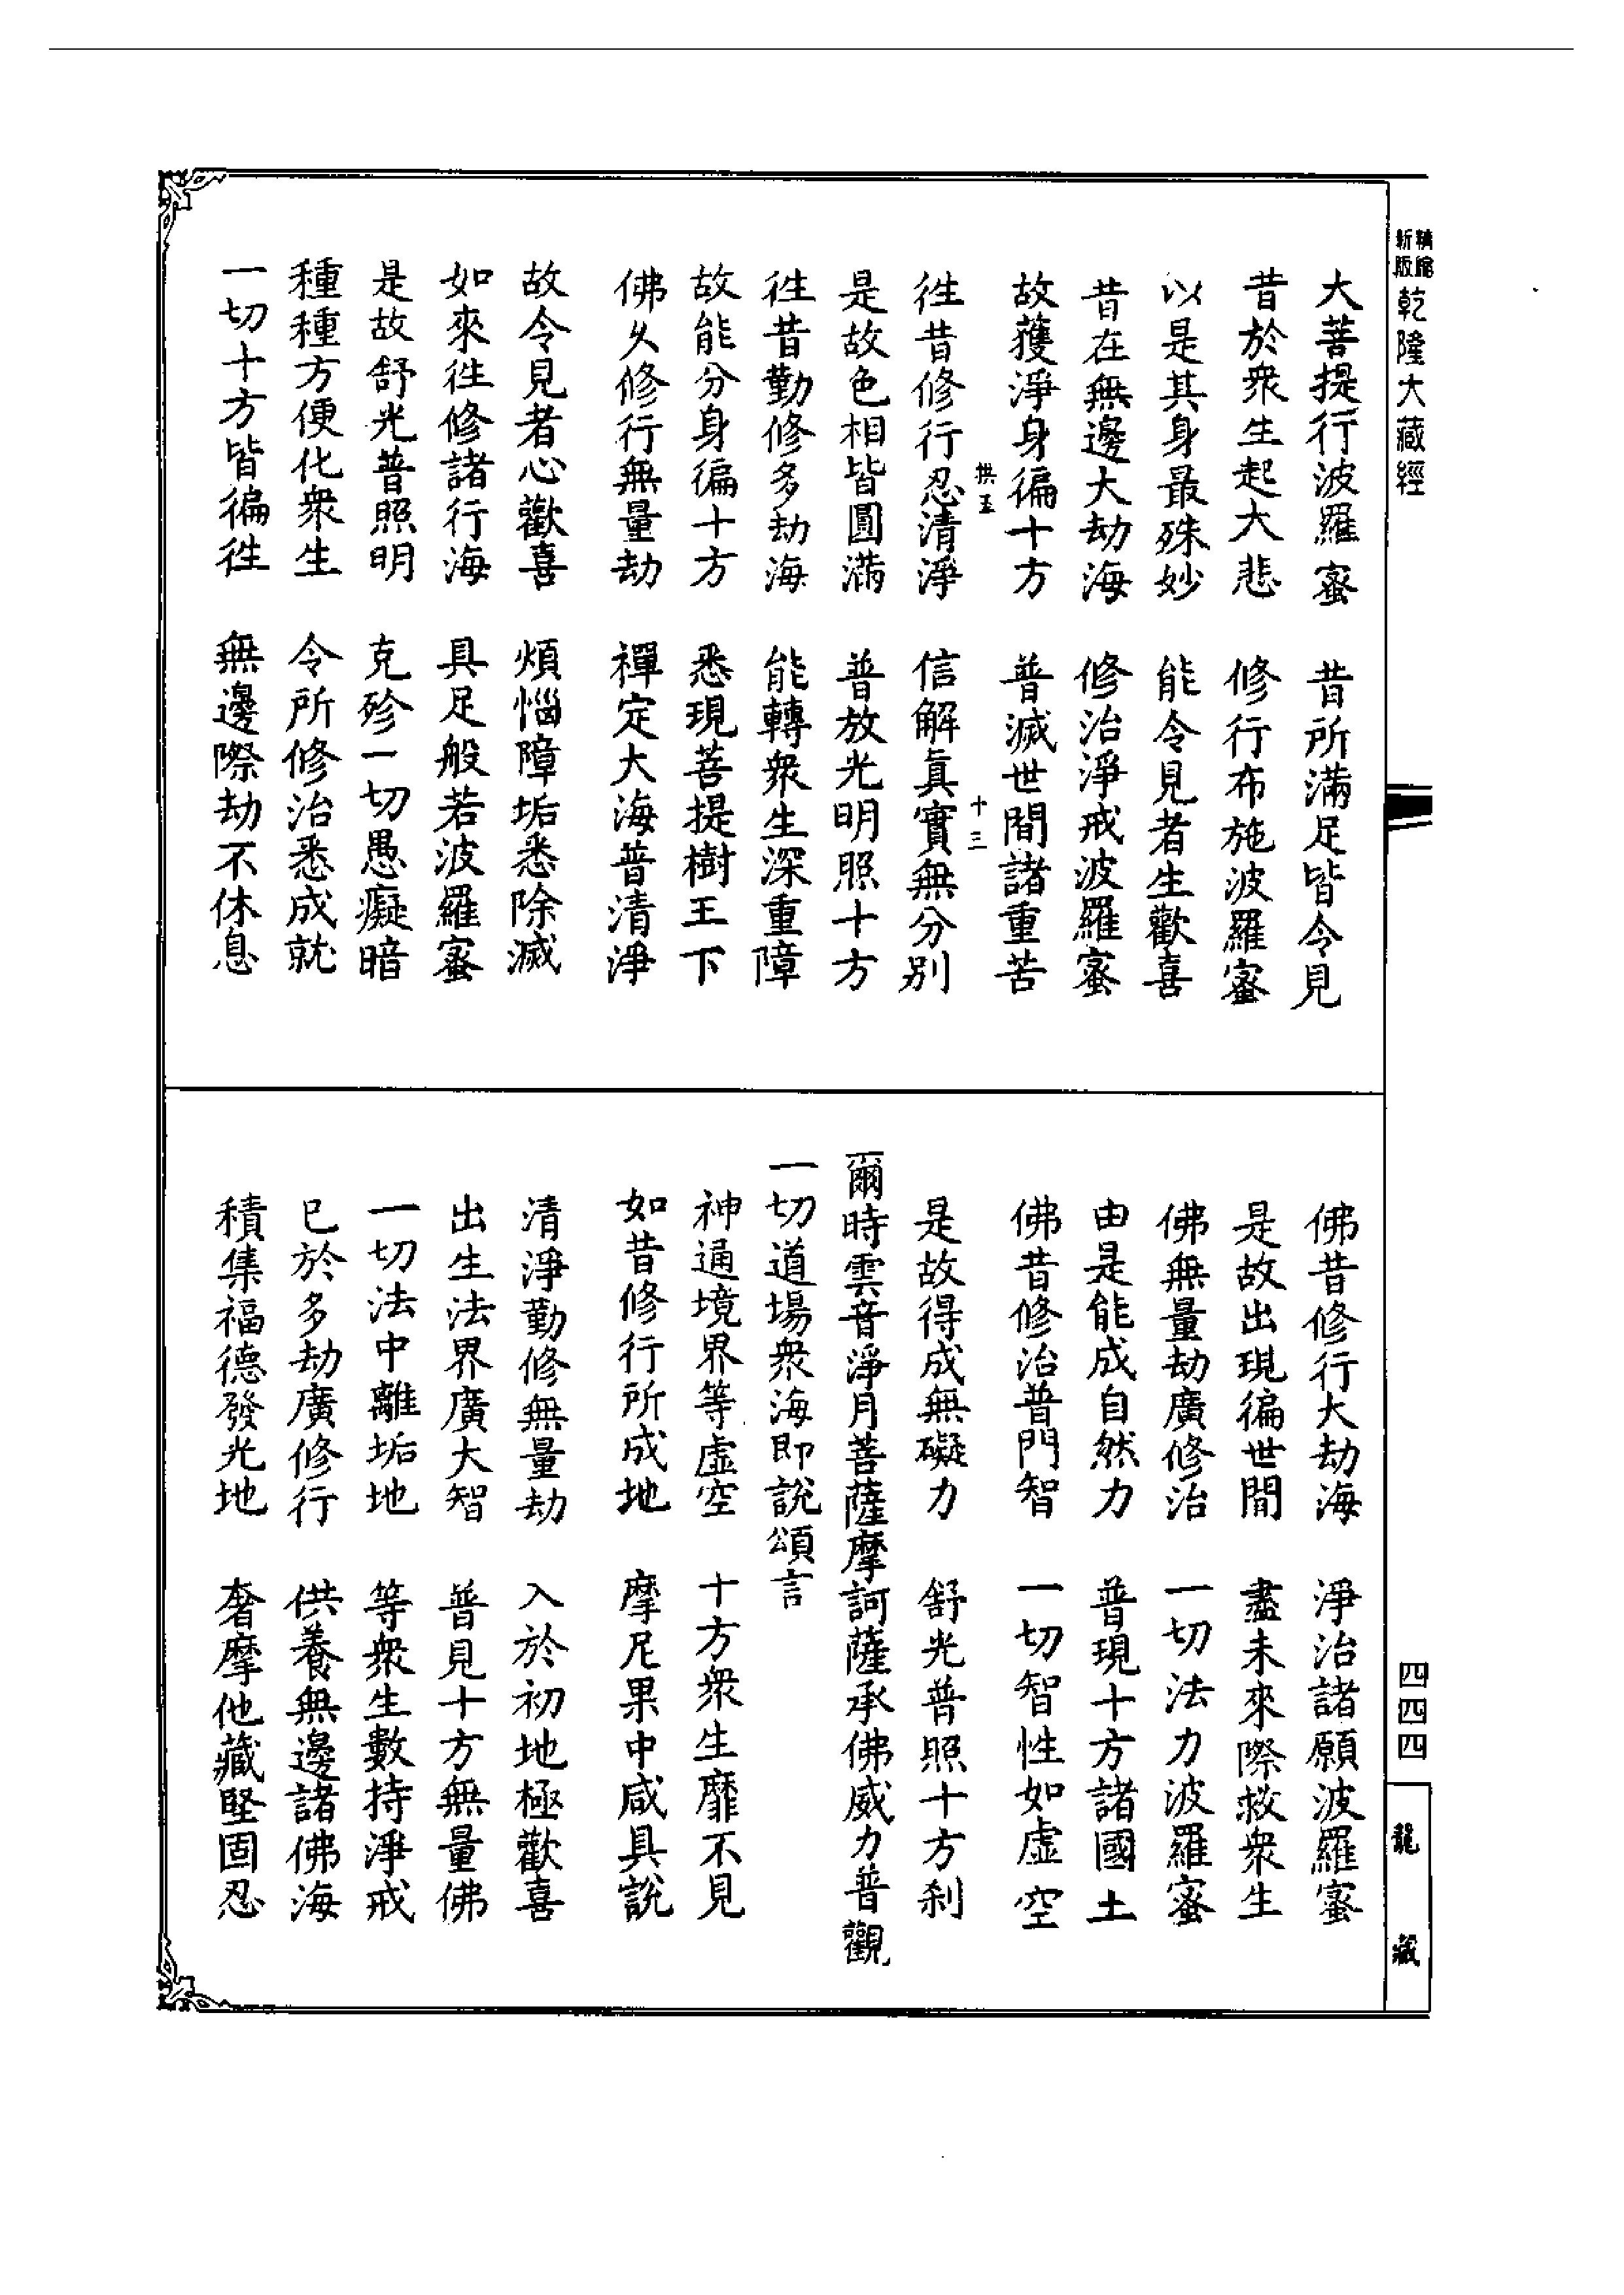 精縮新版乾隆大藏經
大菩提行波羅蜜　昔所滿足皆令見
昔於衆生起大悲　修行布施波羅蜜
以是其身最殊妙　能令見者生歡喜
昔在無邊大劫海　修治淨戒波羅蜜
故獲淨身徧十方　普滅世間諸重苦
拱五　十三
徃昔修行忍清淨　信解眞實無分別
是故色相皆圓滿　普放光明照十方
徃昔勤修多劫海　能轉衆生深重障
故能分身徧十方　悉現菩提樹王下
佛久修行無量劫　禪定大海普清淨
故令見者心歡喜　煩惱障垢悉除滅
如來徃修諸行海　具足般若波羅蜜
是故舒光普照明　克殄一切愚癡暗
種種方便化衆生　令所修治悉成就
一切十方皆徧徃　無邊際劫不休息
佛昔修行大劫海　淨治諸願波羅蜜
是故出現徧世間　盡未來際救衆生
佛無量劫廣修治　一切法力波羅蜜
由是能成自然力　普現十方諸國土
佛昔修治普門智　一切智性如虛空
是故得成無礙力　舒光普照十方刹
爾時雲音淨月菩薩摩訶薩承佛威力普觀
一切道場衆海即說頌言
神通境界等虛空　十方衆生靡不見
如昔修行所成地　摩尼果中咸具說
清淨勤修無量劫　入於初地極歡喜
出生法界廣大智　普見十方無量佛
一切法中離垢地　等衆生數持淨戒
已於多劫廣修行　供養無邊諸佛海
積集福德發光地　奢摩他藏堅固忍
四四四
龍藏